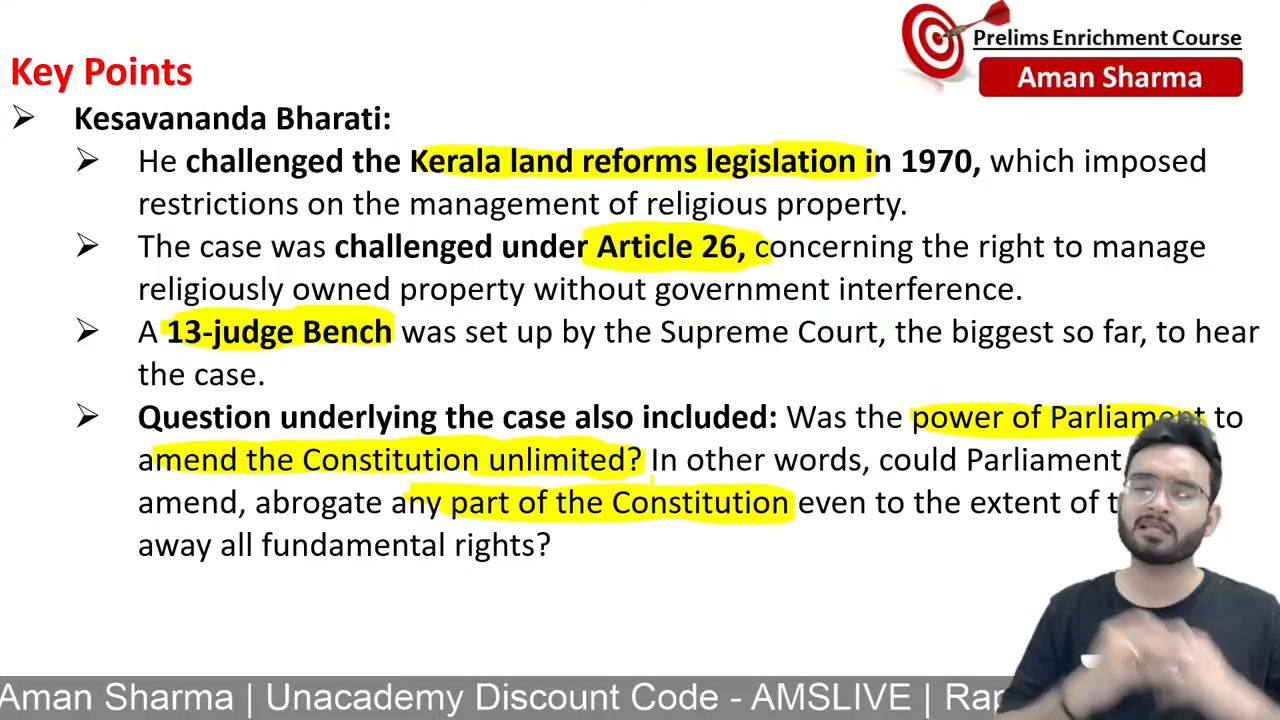 Prelims Enrichment Course
Aman Sharma
Key Points
Kesavananda Bharati:
He challenged the Kerala land reforms legislation in 1970, which imposed
restrictions on the management of religious property.
The case was challenged under Article 26, concerning the right to manage
religiously owned property without government interference.
A 13-judge Bench was set up by the Supreme Court, the biggest so far, to hear
the case.
Question underlying the case also included: Was the power of Parliament to
amend the Constitution unlimited? In other words, could Parliament
amend, abrogate any part of the Constitution even to the extent of
away all fundamental rights?
Aman Sharma | Unacademy Discount Code - AMSLIVE |